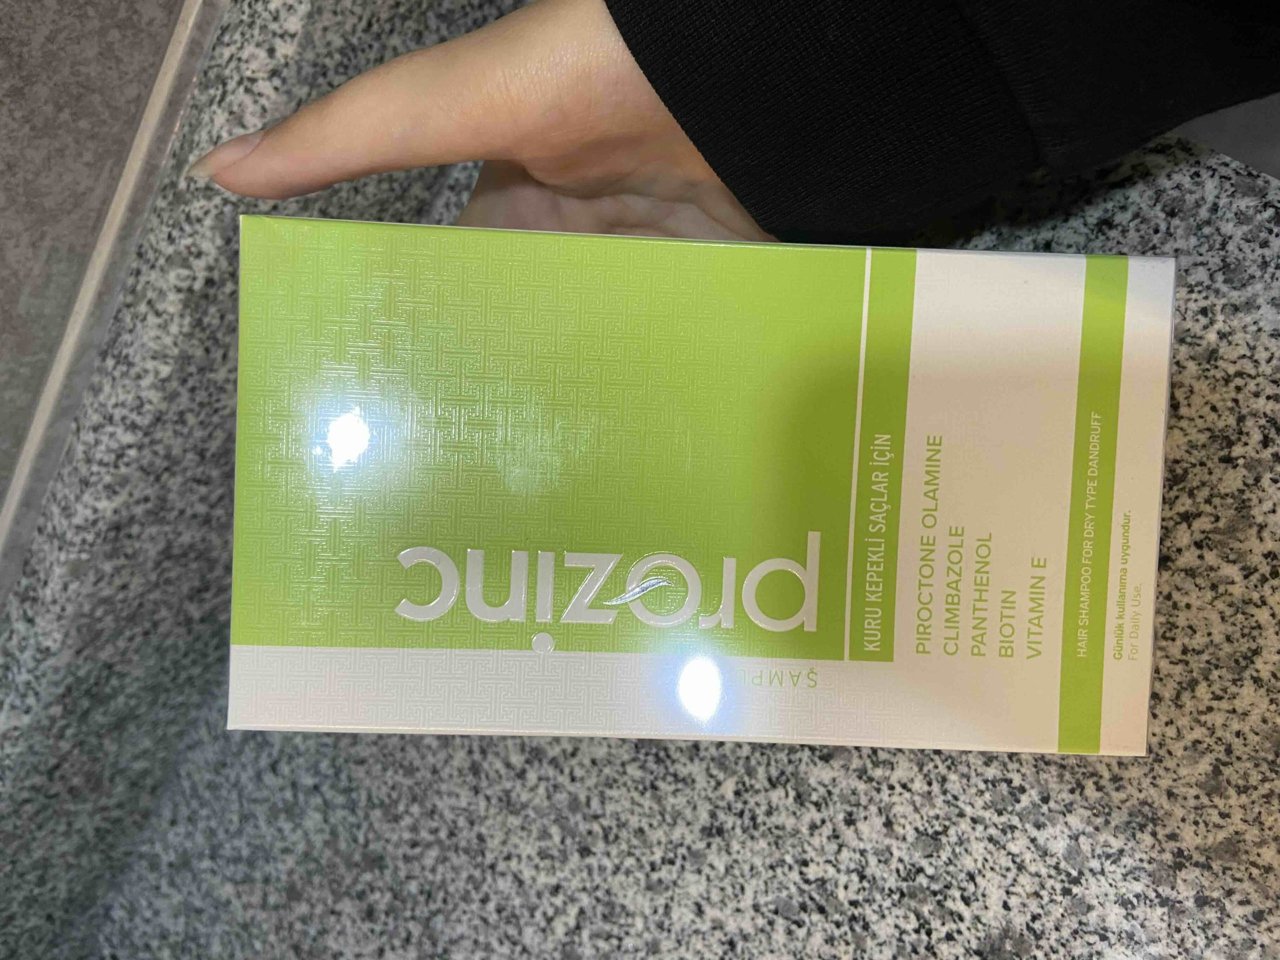 prozinc
KURU KEPEKLİ SAÇLAR İÇİN
PIROCTONE OLAMINE
CLIMBAZOLE
PANTHENOL
BIOTIN
VITAMIN E
HAIR SHAMPOO FOR DRY TYPE DANDRUFF
Günlük kullanıma uygundur.
For Daily Use.